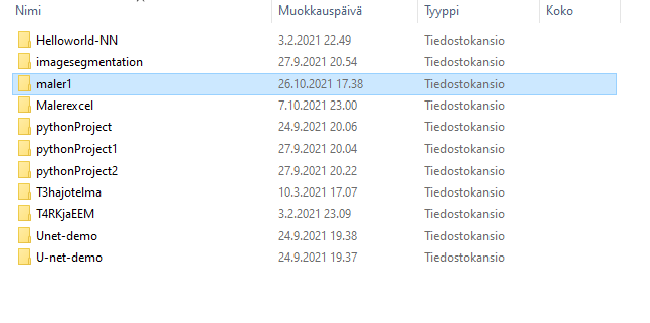 Nimi Muokkauspäivä Tyyppi Koko
Helloworld-NN 3.2.2021 22.49 Tiedostokansio
imagesegmentation 27.9.2021 20.54 Tiedostokansio
maler1 26.10.2021 17.38 Tiedostokansio
Malerexcel 7.10.2021 23.00 Tiedostokansio
pythonProject 24.9.2021 20.06 Tiedostokansio
pythonProject1 27.9.2021 20.04 Tiedostokansio
pythonProject2 27.9.2021 20.22 Tiedostokansio
T3hajotelma 10.3.2021 17.07 Tiedostokansio
T4RKjaEEM 3.2.2021 23.09 Tiedostokansio
Unet-demo 24.9.2021 19.38 Tiedostokansio
U-net-demo 24.9.2021 19.37 Tiedostokansio